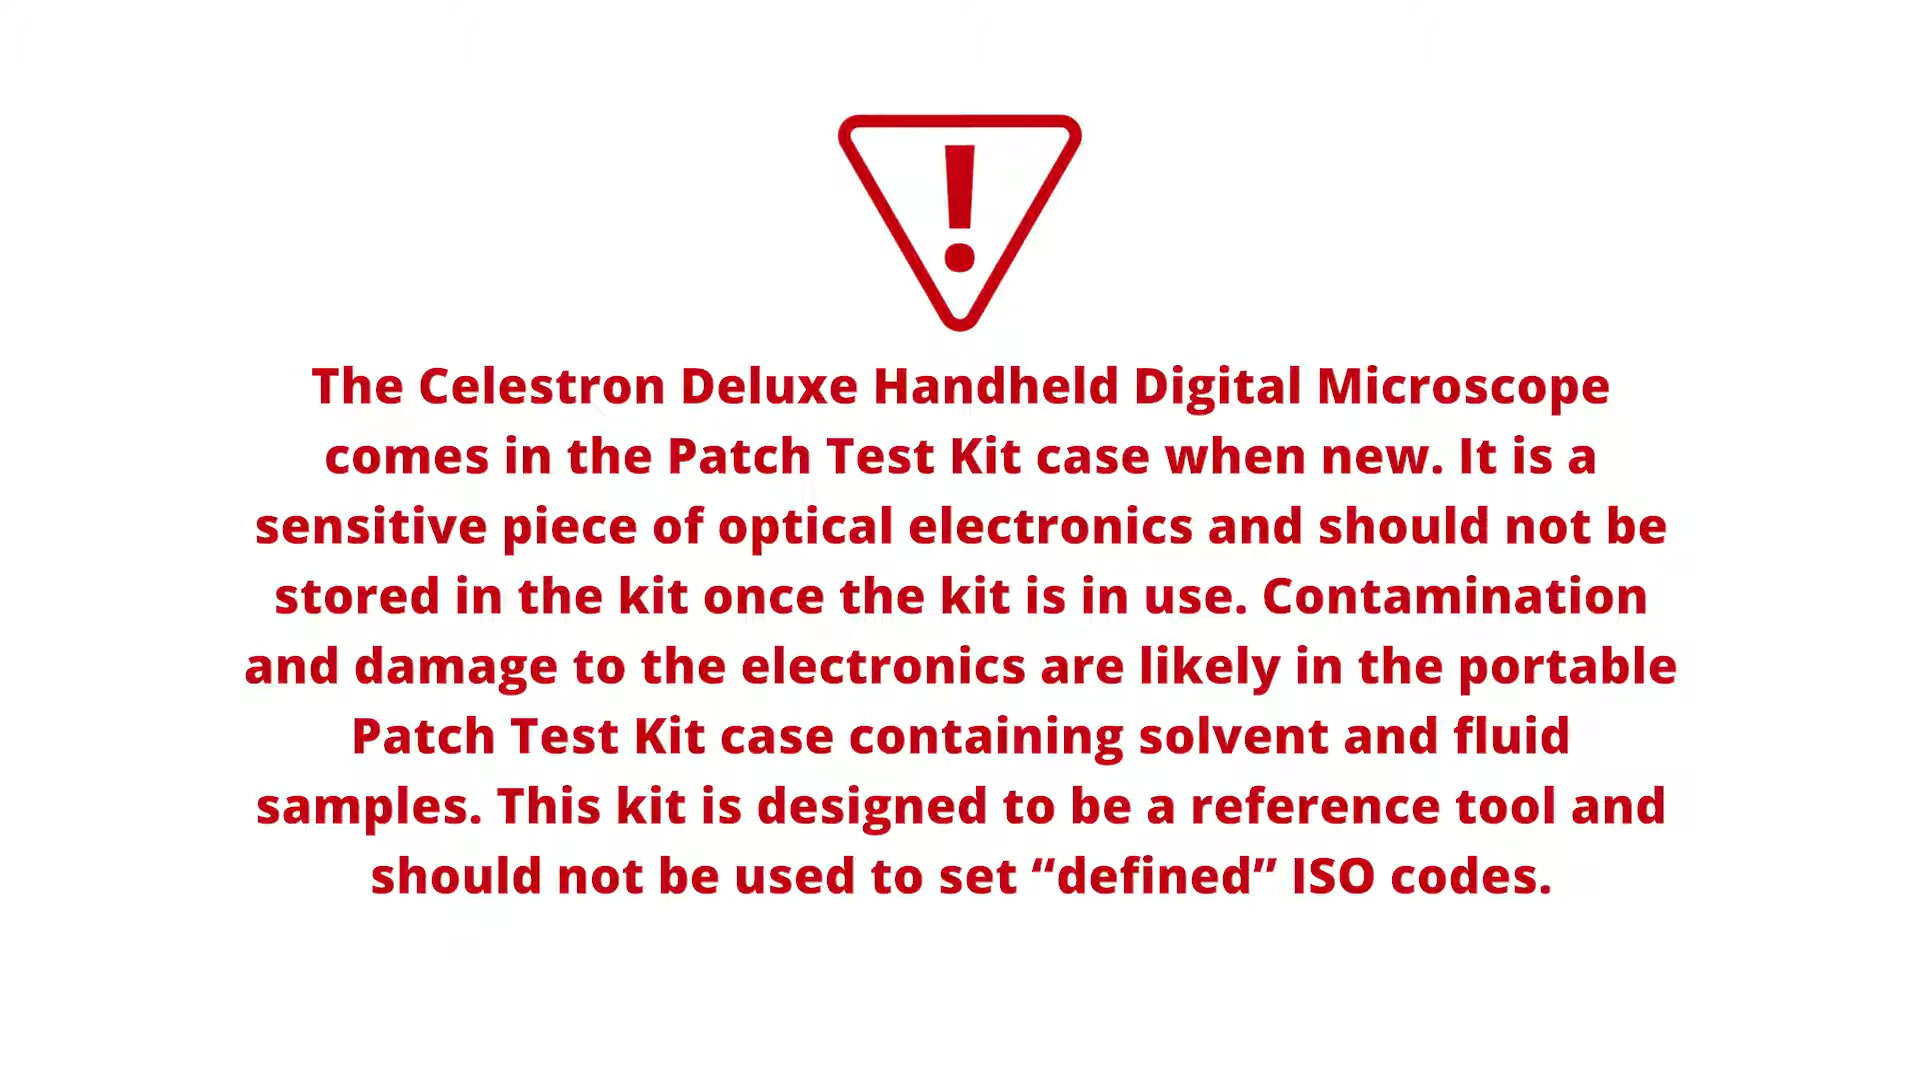 !
The Celestron Deluxe Handheld Digital Microscope
comes in the Patch Test Kit case when new. It is a
sensitive piece of optical electronics and should not be
stored in the kit once the kit is in use. Contamination
and damage to the electronics are likely in the portable
Patch Test Kit case containing solvent and fluid
samples. This kit is designed to be a reference tool and
should not be used to set “defined” ISO codes.